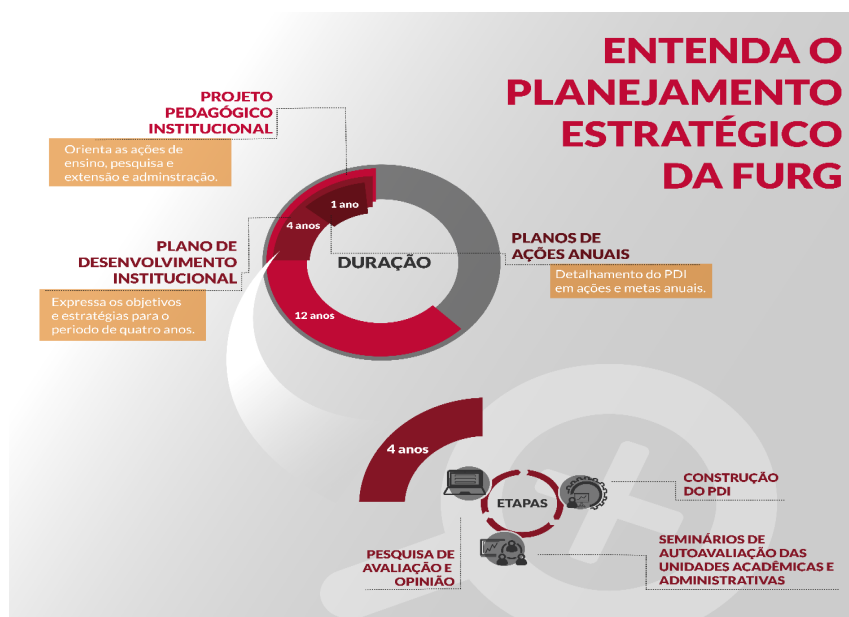 ENTENDA O
PLANEJAMENTO
ESTRATÉGICO
DA FURG
PROJETO
PEDAGÓGICO
INSTITUCIONAL
Orienta as ações de
ensino, pesquisa e
extensão e adminstração.
1 ano
4 anos
PLANO DE
DESENVOLVIMENTO
INSTITUCIONAL
Expressa os objetivos
e estratégias para o
periodo de quatro anos.
DURAÇÃO
12 anos
PLANOS DE
AÇÕES ANUAIS
Detalhamento do PDI
em ações e metas anuais.
4 anos
ETAPAS
CONSTRUÇÃO
DO PDI
PESQUISA DE
AVALIAÇÃO E
OPINIÃO
SEMINÁRIOS DE
AUTOAVALIAÇÃO DAS
UNIDADES ACADÊMICAS E
ADMINISTRATIVAS